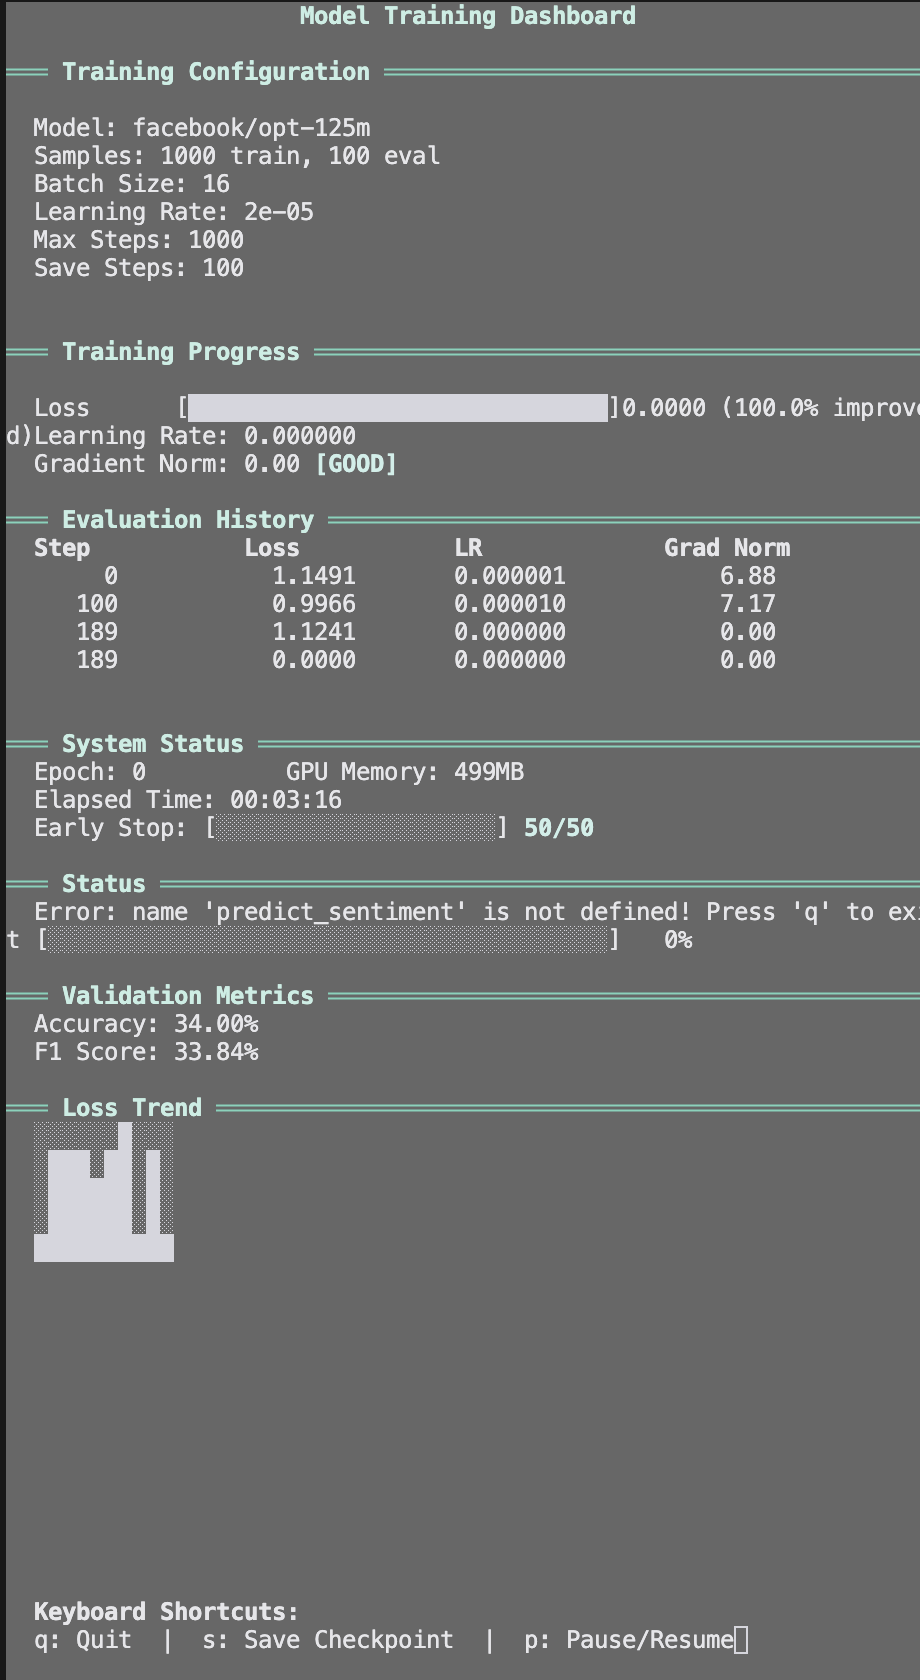 Model Training Dashboard
Training Configuration
Model: facebook/opt-125m
Samples: 1000 train, 100 eval
Batch Size: 16
Learning Rate: 2e-05
Max Steps: 1000
Save Steps: 100
Training Progress
Loss [ ]0.0000 (100.0% improve
d)Learning Rate: 0.000000
Gradient Norm: 0.00 [GOOD]
Evaluation History
Step Loss LR Grad Norm
0 1.1491 0.000001 6.88
100 0.9966 0.000010 7.17
189 1.1241 0.000000 0.00
189 0.0000 0.000000 0.00
System Status
Epoch: 0 GPU Memory: 499MB
Elapsed Time: 00:03:16
Early Stop: [ ] 50/50
Status
Error: name 'predict_sentiment' is not defined! Press 'q' to exi
t [ ] 0%
Validation Metrics
Accuracy: 34.00%
F1 Score: 33.84%
Loss Trend
Keyboard Shortcuts:
q: Quit | s: Save Checkpoint | p: Pause/Resume